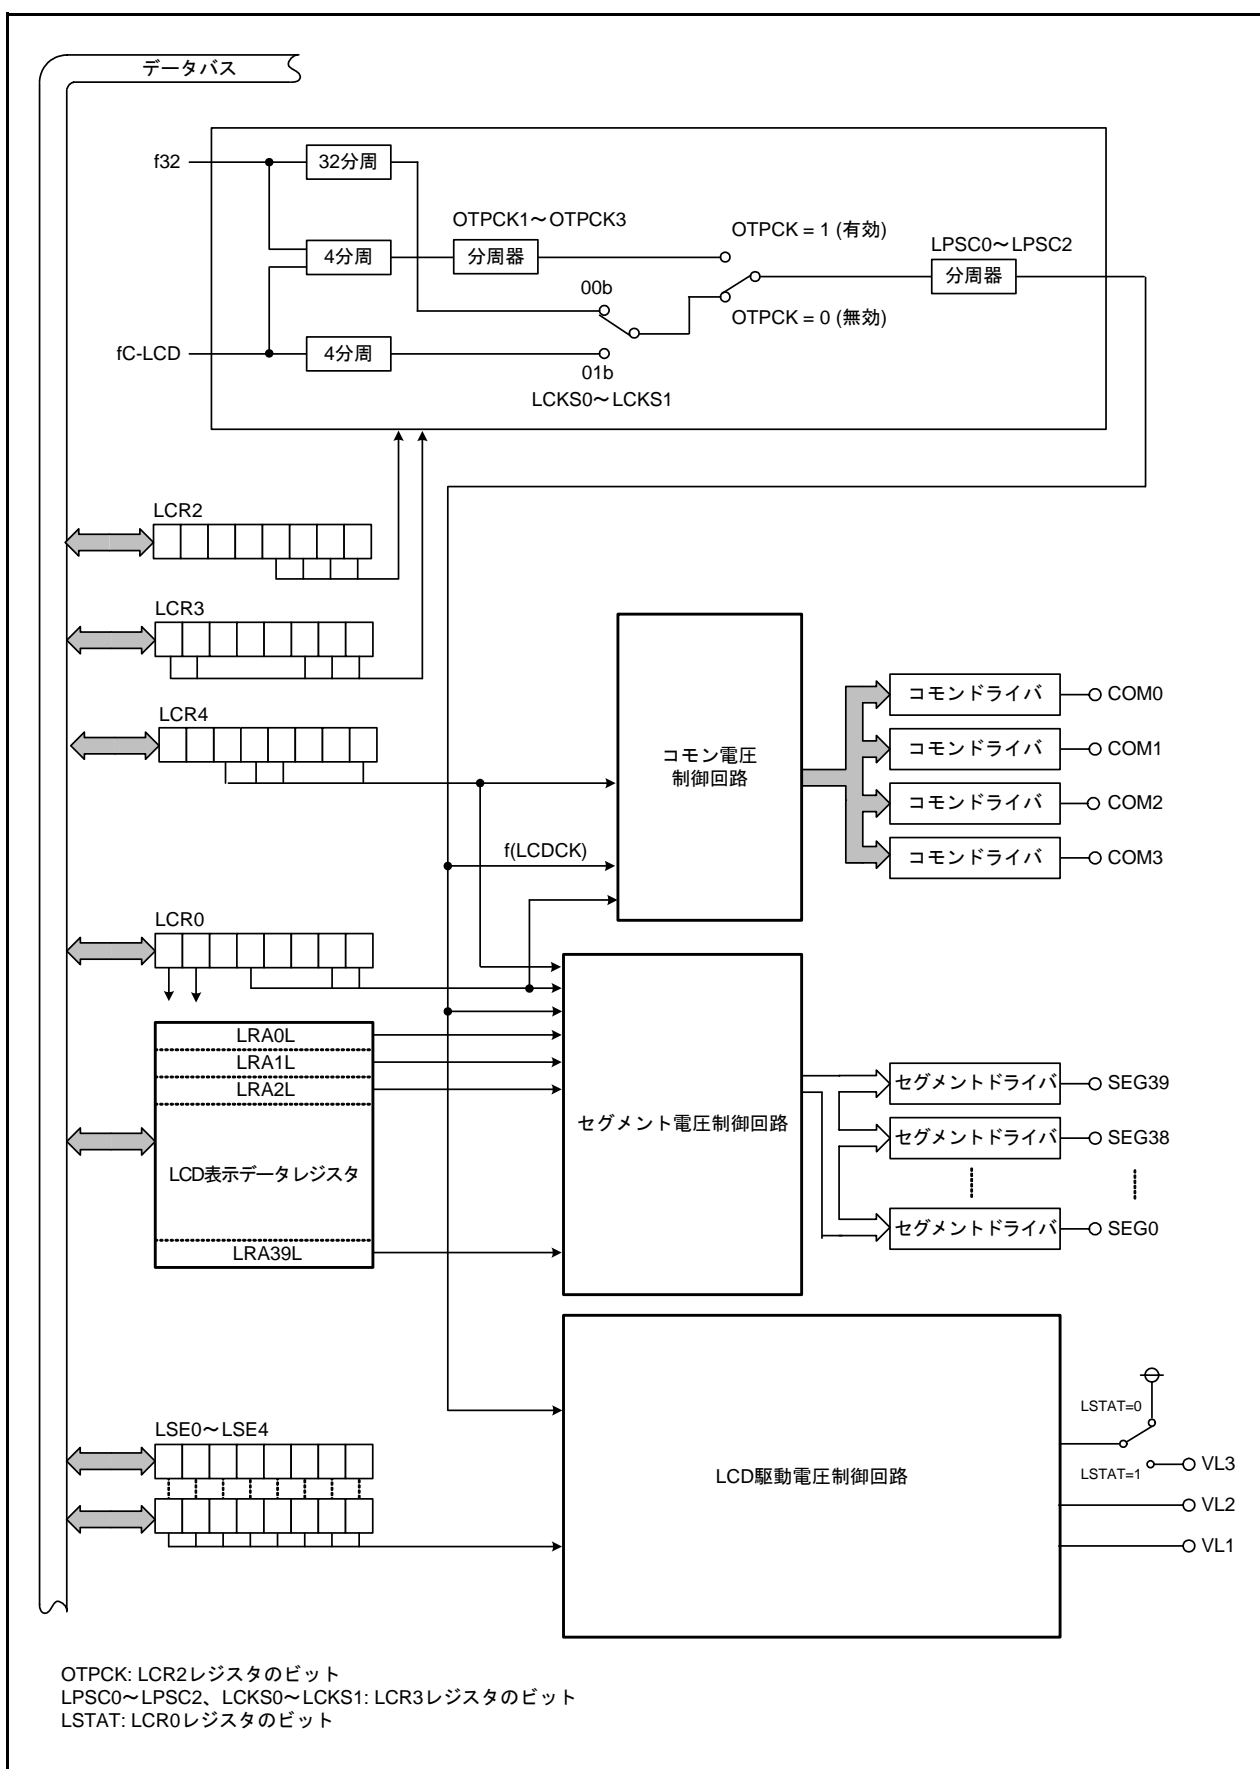 データバス
f32
32分周
OTPCK1～OTPCK3
OTPCK = 1 (有効)
LPSC0～LPSC2
4分周
分周器
分周器
00b
OTPCK = 0 (無効)
fC-LCD
4分周
01b
LCKS0～LCKS1
LCR2
LCR3
LCR4
コモン電圧
制御回路
コモンドライバ
COM0
コモンドライバ
COM1
コモンドライバ
COM2
コモンドライバ
COM3
f(LCDCK)
LCR0
LRA0L
LRA1L
LRA2L
LCD表示データレジスタ
LRA39L
セグメント電圧制御回路
セグメントドライバ
SEG39
セグメントドライバ
SEG38
セグメントドライバ
SEG0
LSE0～LSE4
LCD駆動電圧制御回路
LSTAT=0
LSTAT=1
VL3
VL2
VL1
OTPCK: LCR2レジスタのビット
LPSC0～LPSC2、LCKS0～LCKS1: LCR3レジスタのビット
LSTAT: LCR0レジスタのビット